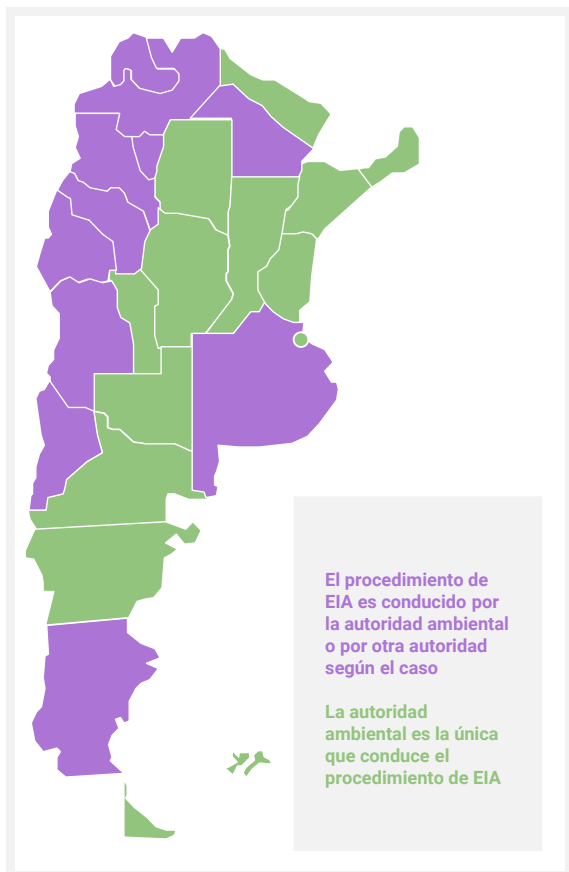 El procedimiento de
EIA es conducido por
la autoridad ambiental
o por otra autoridad
según el caso
La autoridad
ambiental es la única
que conduce el
procedimiento de EIA